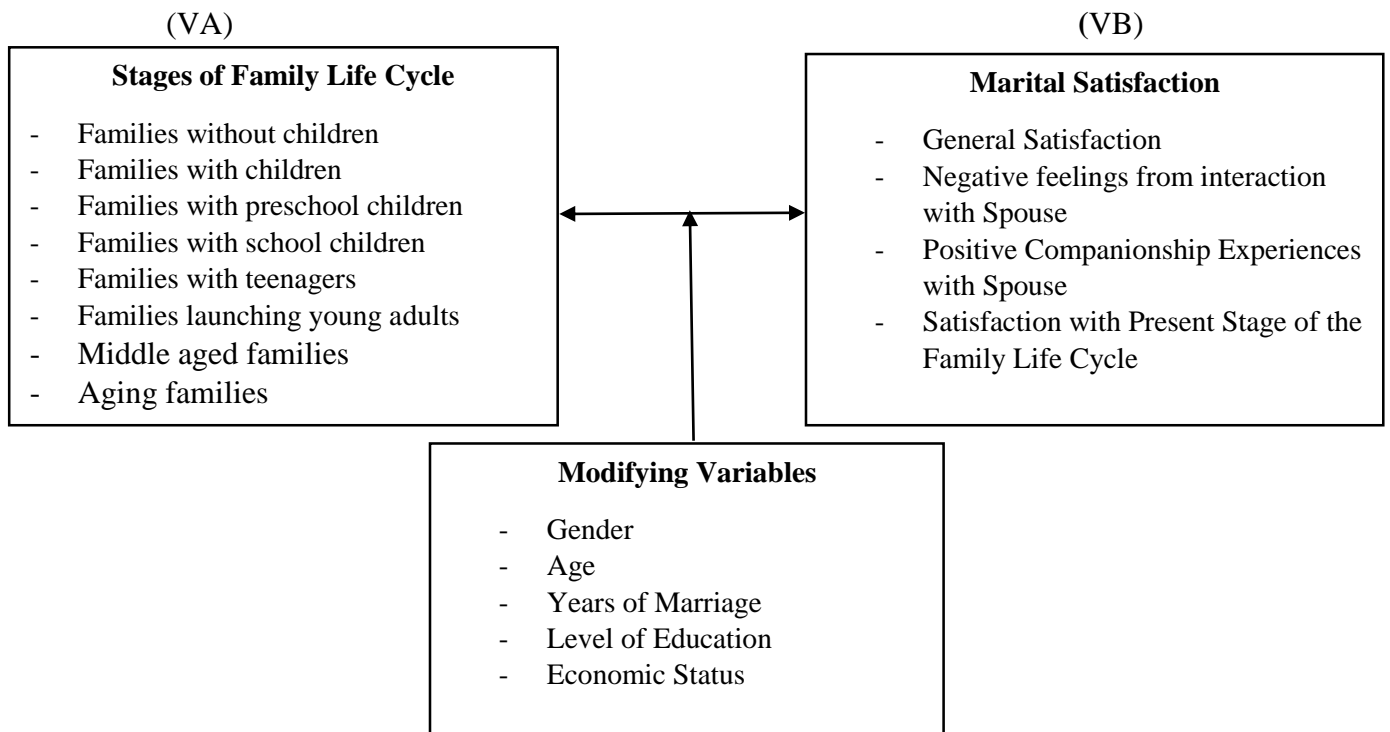 (VA)
(VB)
Stages of Family Life Cycle
- Families without children
- Families with children
- Families with preschool children
- Families with school children
- Families with teenagers
- Families launching young adults
- Middle aged families
- Aging families
Marital Satisfaction
- General Satisfaction
- Negative feelings from interaction
with Spouse
- Positive Companionship Experiences
with Spouse
- Satisfaction with Present Stage of the
Family Life Cycle
Modifying Variables
- Gender
- Age
- Years of Marriage
- Level of Education
- Economic Status